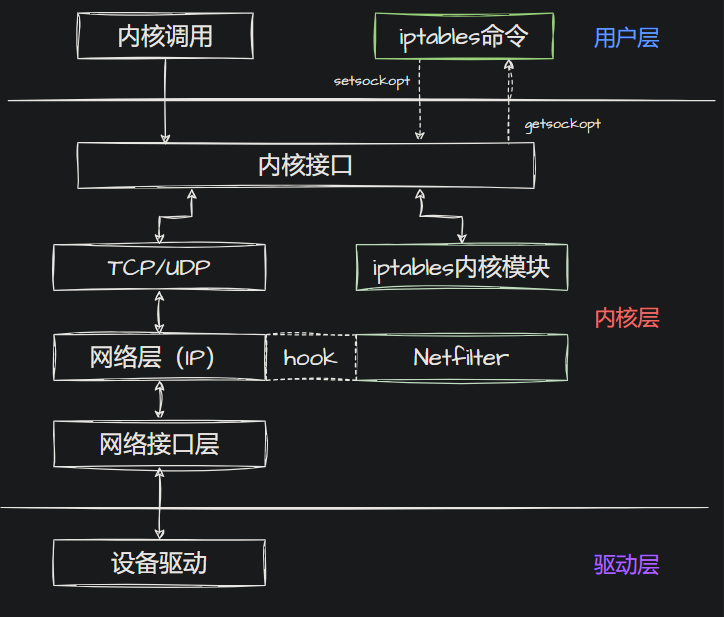 内核调用
iptables命令
用户层
setsockopt
getsockopt
内核接口
TCP/UDP
iptables内核模块
内核层
网络层（IP）
hook
Netfilter
网络接口层
设备驱动
驱动层